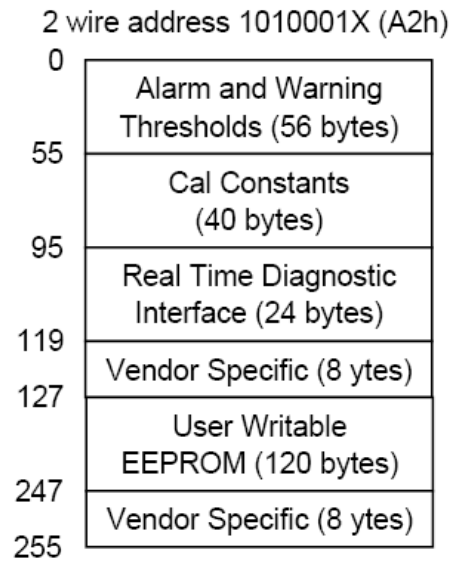 2 wire address 1010001X (A2h)
0
Alarm and Warning
Thresholds (56 bytes)
55
Cal Constants
(40 bytes)
95
Real Time Diagnostic
Interface (24 bytes)
119
Vendor Specific (8 ytes)
127
User Writable
EEPROM (120 bytes)
247
Vendor Specific (8 ytes)
255